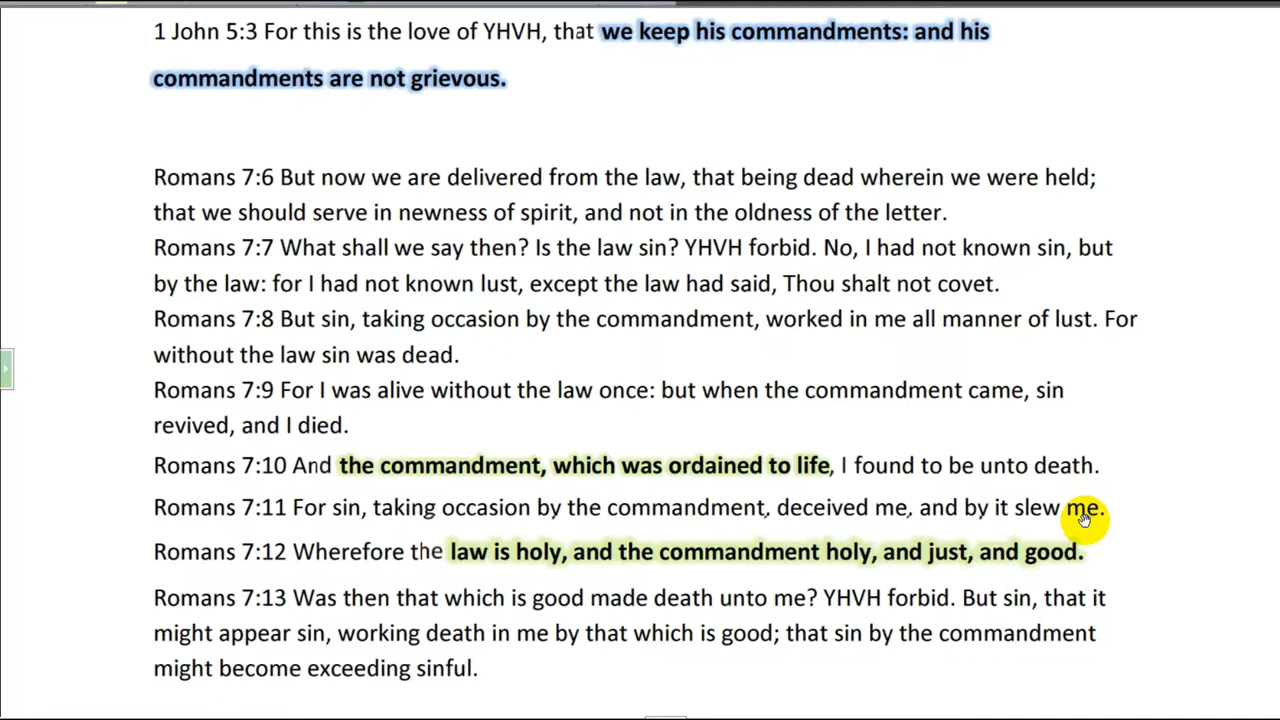 1 John 5:3 For this is the love of YHVH, that we keep his commandments: and his
commandments are not grievous.
Romans 7:6 But now we are delivered from the law, that being dead wherein we were held;
that we should serve in newness of spirit, and not in the oldness of the letter.
Romans 7:7 What shall we say then? Is the law sin? YHVH forbid. No, I had not known sin, but
by the law: for I had not known lust, except the law had said, Thou shalt not covet.
Romans 7:8 But sin, taking occasion by the commandment, worked in me all manner of lust. For
without the law sin was dead.
Romans 7:9 For I was alive without the law once: but when the commandment came, sin
revived, and I died.
Romans 7:10 And the commandment, which was ordained to life, I found to be unto death.
Romans 7:11 For sin, taking occasion by the commandment, deceived me, and by it slew me.
Romans 7:12 Wherefore the law is holy, and the commandment holy, and just, and good.
Romans 7:13 Was then that which is good made death unto me? YHVH forbid. But sin, that it
might appear sin, working death in me by that which is good; that sin by the commandment
might become exceeding sinful.